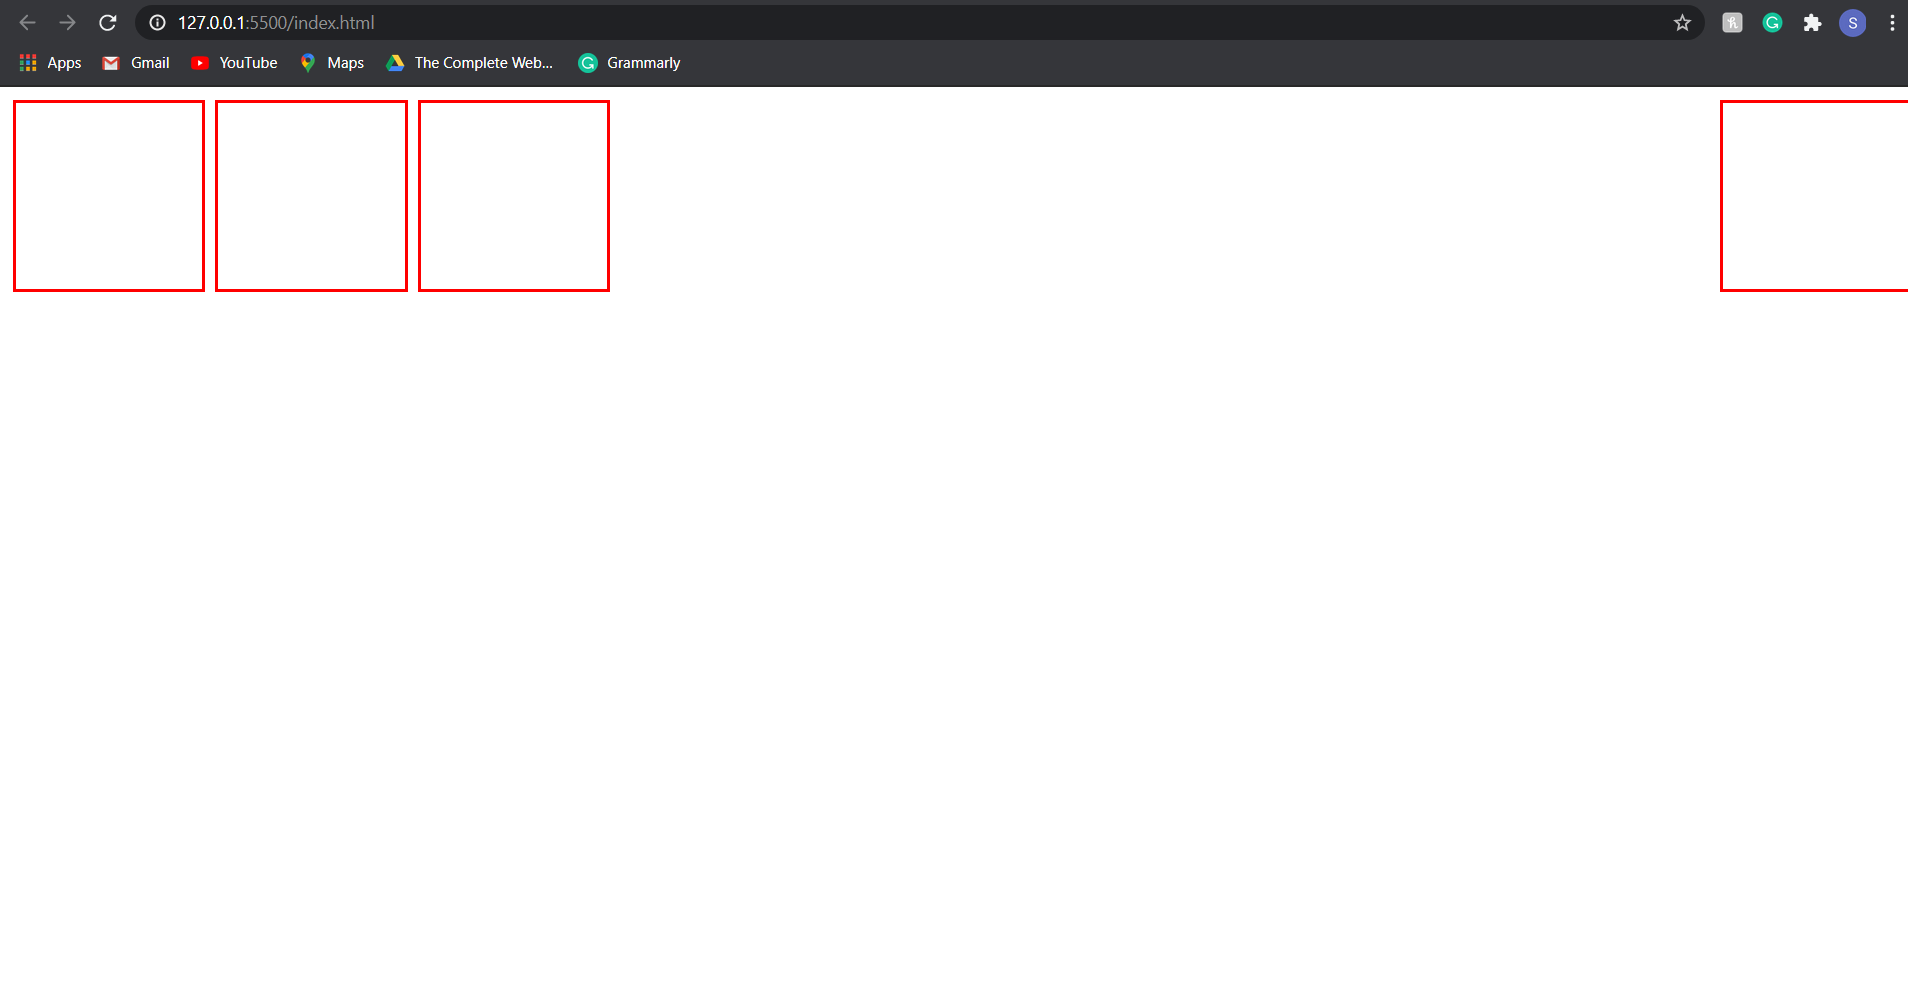 127.0.0.1:5500/index.html
S
Apps Gmail YouTube Maps The Complete Web... Grammarly